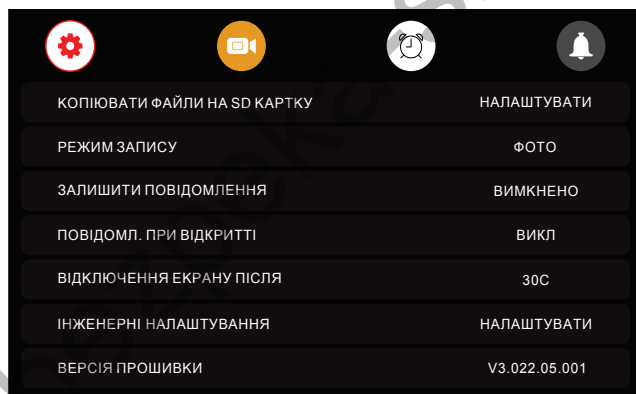 КОПІЮВАТИ ФАЙЛИ НА SD КАРТКУ НАЛАШТУВАТИ
РЕЖИМ ЗАПИСУ ФОТО
ЗАЛИШИТИ ПОВІДОМЛЕННЯ ВИМКНЕНО
ПОВІДОМЛ. ПРИ ВІДКРИТТІ ВИКЛ
ВІДКЛЮЧЕННЯ ЕКРАНУ ПІСЛЯ 30С
ІНЖЕНЕРНІ НАЛАШТУВАННЯ НАЛАШТУВАТИ
ВЕРСІЯ ПРОШИВКИ V3.022.05.001